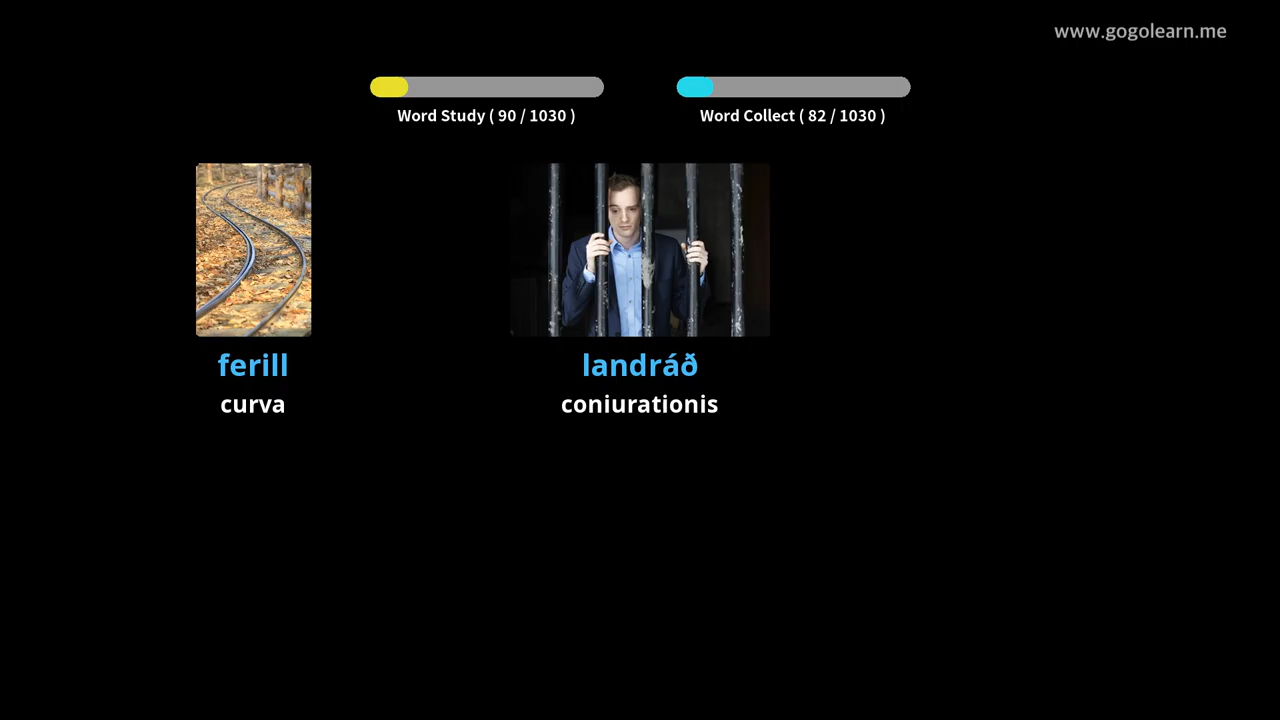 www.gogolearn.me
Word Study ( 90 / 1030 )
Word Collect ( 82 / 1030 )
ferill
curva
landráð
coniurationis